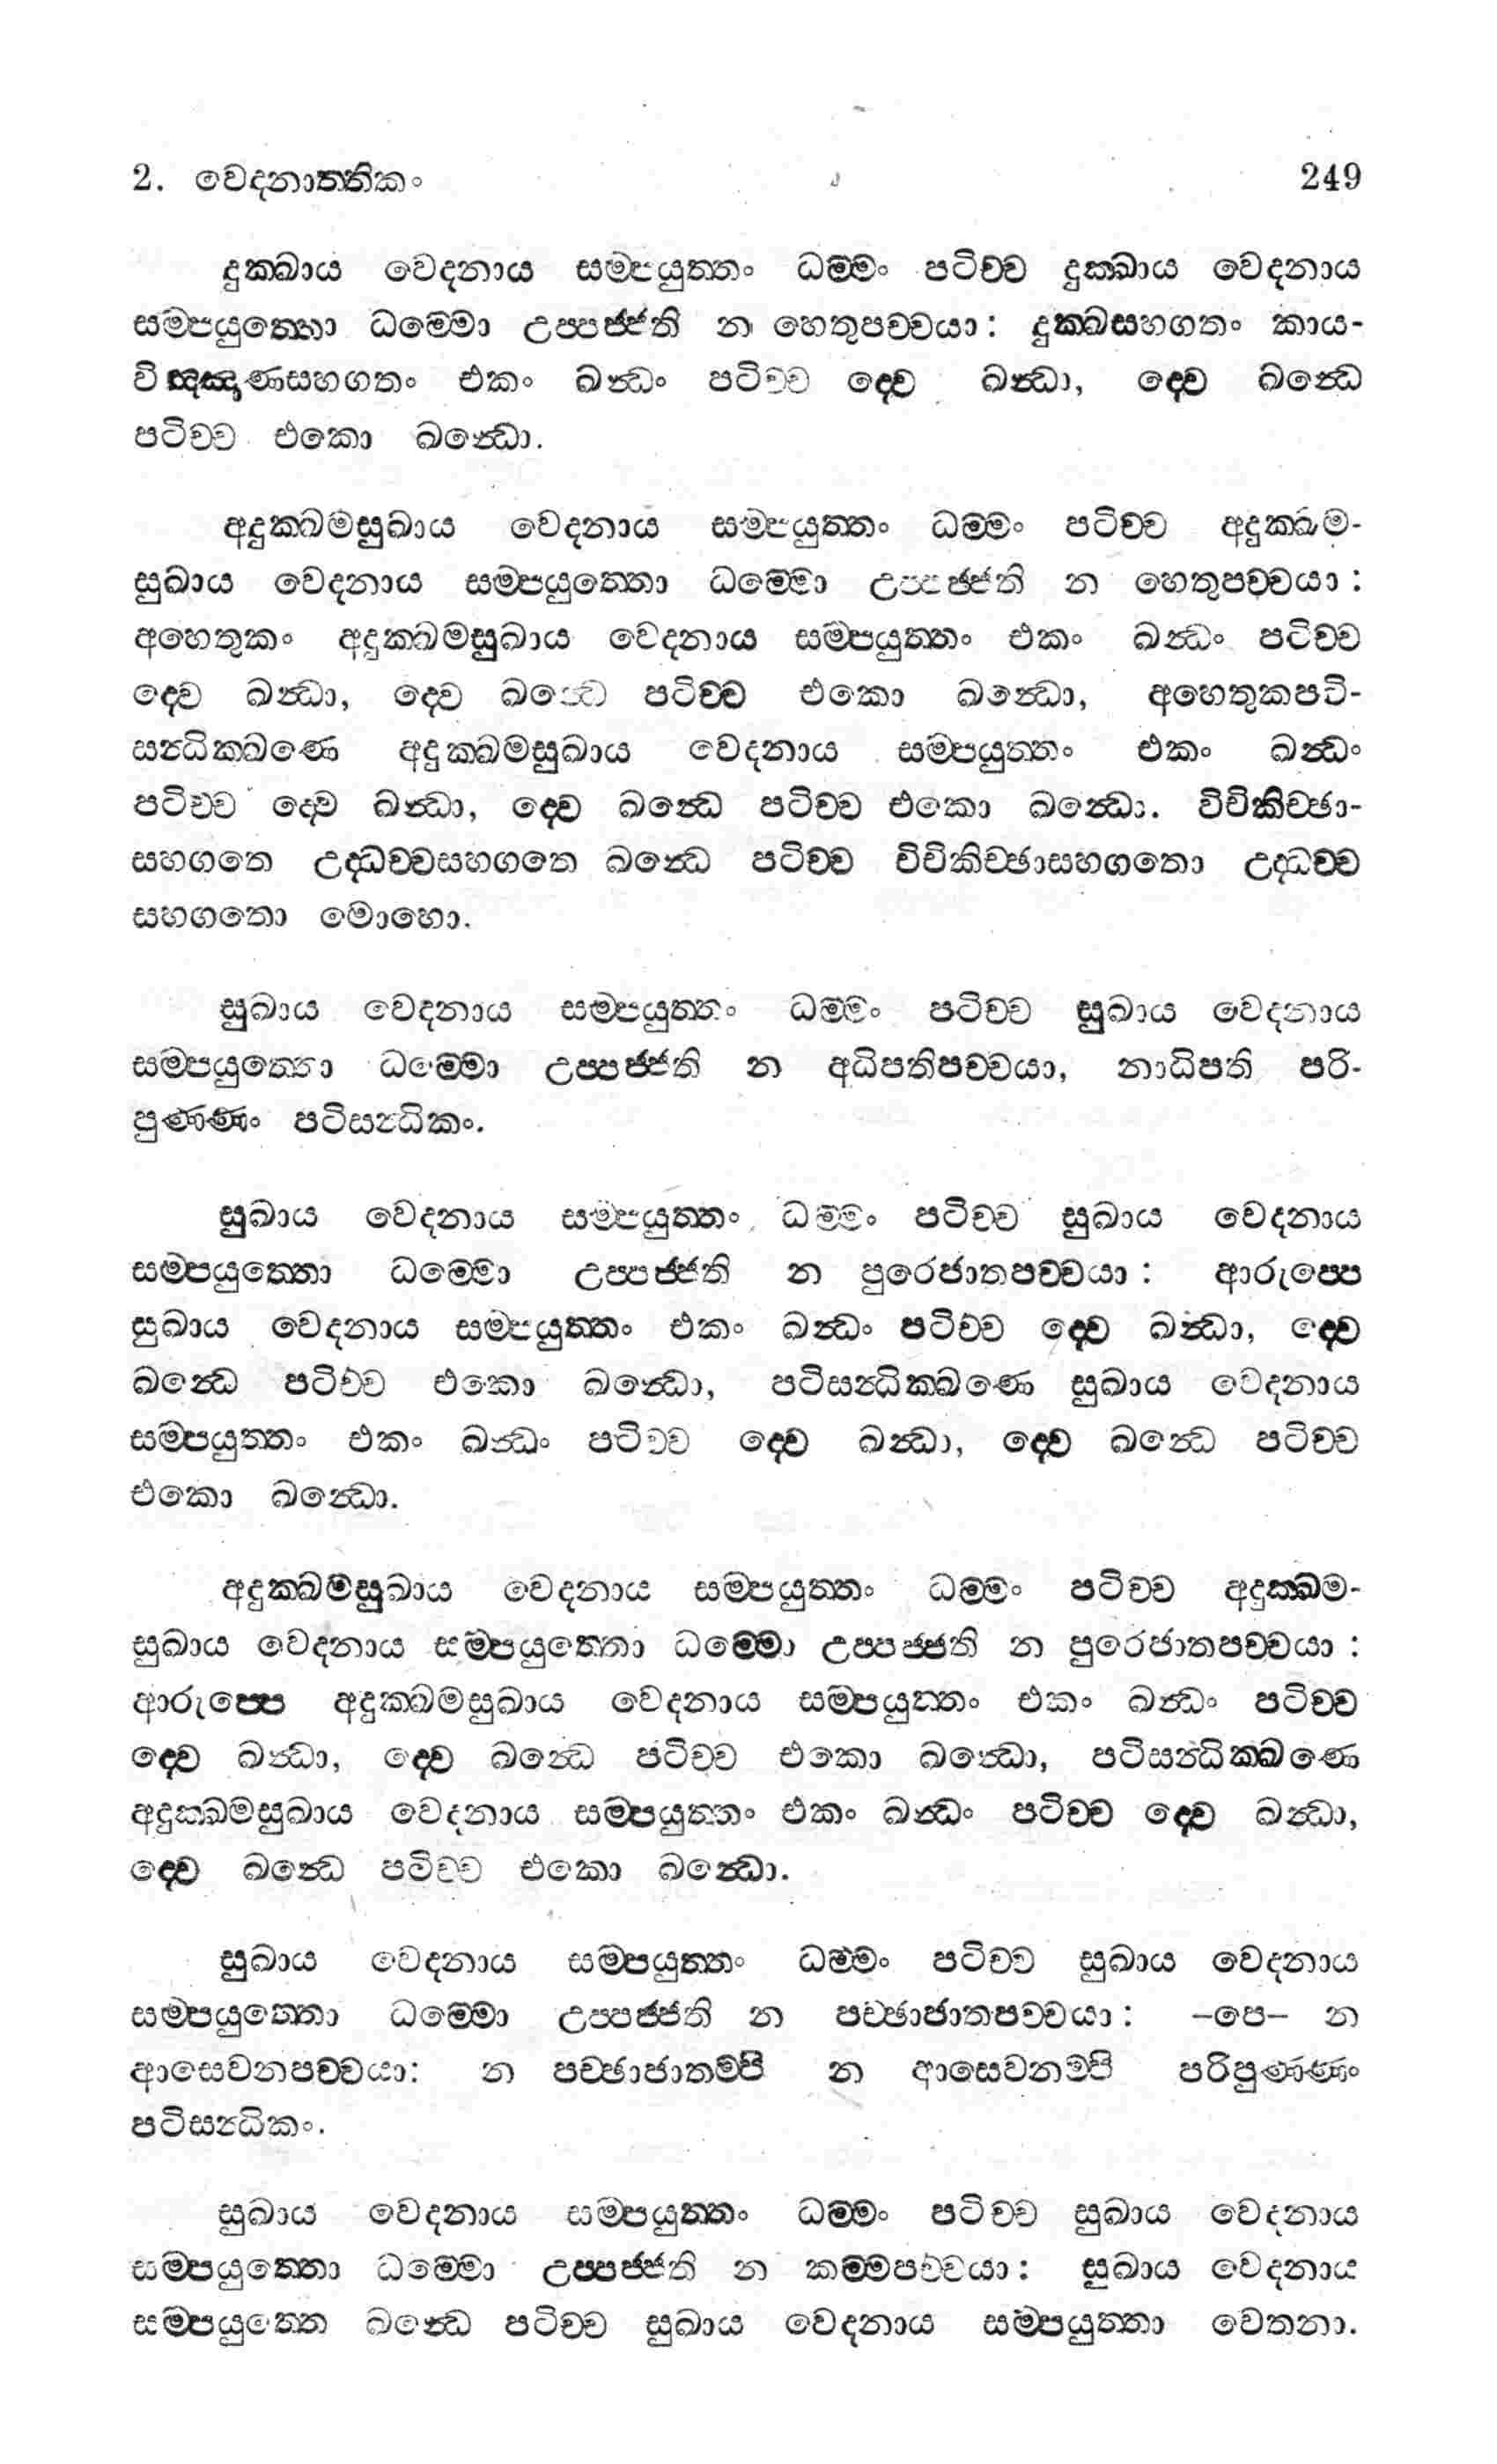 2. වෙදනාත්තිකං 249
දුක්ඛාය වෙදනාය සම්පයුත්තං ධම්මං පටිච්ච දුක්ඛාය වෙදනාය
සම්පයුත්තො ධම්මො උප්පජ්ජති න හෙතුපච්චයා: දුක්ඛසහගතං කාය-
විඤ්ඤාණසහගතං එකං ඛන්ධං පටිච්ච ද්වෙ ඛන්ධා, ද්වෙ ඛන්ධෙ
පටිච්ච එකො ඛන්ධො.
අදුක්ඛමසුඛාය වෙදනාය සම්පයුත්තං ධම්මං පටිච්ච අදුක්ඛම-
සුඛාය වෙදනාය සම්පයුත්තො ධම්මො උප්පජ්ජති න හෙතුපච්චයා:
අහෙතුකං අදුක්ඛමසුඛාය වෙදනාය සම්පයුත්තං එකං ඛන්ධං පටිච්ච
ද්වෙ ඛන්ධා, ද්වෙ ඛන්ධෙ පටිච්ච එකො ඛන්ධො, අහෙතුකපටි-
සන්ධික්ඛණෙ අදුක්ඛමසුඛාය වෙදනාය සම්පයුත්තං එකං ඛන්ධං
පටිච්ච ද්වෙ ඛන්ධා, ද්වෙ ඛන්ධෙ පටිච්ච එකො ඛන්ධො. විචිකිච්ඡා-
සහගතෙ උද්ධච්චසහගතෙ ඛන්ධෙ පටිච්ච විචිකිච්ඡාසහගතො උද්ධච්ච
සහගතො මොහො.
සුඛාය වෙදනාය සම්පයුත්තං ධම්මං පටිච්ච සුඛාය වෙදනාය
සම්පයුත්තො ධම්මො උප්පජ්ජති න අධිපතිපච්චයා, නාධිපති පරි-
පුණ්ණං පටිසන්ධිකං.
සුඛාය වෙදනාය සම්පයුත්තං ධම්මං පටිච්ච සුඛාය වෙදනාය
සම්පයුත්තො ධම්මො උප්පජ්ජති න පුරෙජාතපච්චයා: ආරුප්පෙ
සුඛාය වෙදනාය සම්පයුත්තං එකං ඛන්ධං පටිච්ච ද්වෙ ඛන්ධා, ද්වෙ
ඛන්ධෙ පටිච්ච එකො ඛන්ධො, පටිසන්ධික්ඛණෙ සුඛාය වෙදනාය
සම්පයුත්තං එකං ඛන්ධං පටිච්ච ද්වෙ ඛන්ධා, ද්වෙ ඛන්ධෙ පටිච්ච
එකො ඛන්ධො.
අදුක්ඛමසුඛාය වෙදනාය සම්පයුත්තං ධම්මං පටිච්ච අදුක්ඛම-
සුඛාය වෙදනාය සම්පයුත්තො ධම්මො උප්පජ්ජති න පුරෙජාතපච්චයා:
ආරුප්පෙ අදුක්ඛමසුඛාය වෙදනාය සම්පයුත්තං එකං ඛන්ධං පටිච්ච
ද්වෙ ඛන්ධා, ද්වෙ ඛන්ධෙ පටිච්ච එකො ඛන්ධො, පටිසන්ධික්ඛණෙ
අදුක්ඛමසුඛාය වෙදනාය සම්පයුත්තං එකං ඛන්ධං පටිච්ච ද්වෙ ඛන්ධා,
ද්වෙ ඛන්ධෙ පටිච්ච එකො ඛන්ධො.
සුඛාය වෙදනාය සම්පයුත්තං ධම්මං පටිච්ච සුඛාය වෙදනාය
සම්පයුත්තො ධම්මො උප්පජ්ජති න පච්ඡාජාතපච්චයා: –පෙ– න
ආසෙවනපච්චයා: න පච්ඡාජාතම්පි න ආසෙවනම්පි පරිපුණ්ණං
පටිසන්ධිකං.
සුඛාය වෙදනාය සම්පයුත්තං ධම්මං පටිච්ච සුඛාය වෙදනාය
සම්පයුත්තො ධම්මො උප්පජ්ජති න කම්මපච්චයා: සුඛාය වෙදනාය
සම්පයුත්තෙ ඛන්ධෙ පටිච්ච සුඛාය වෙදනාය සම්පයුත්තා චෙතනා.